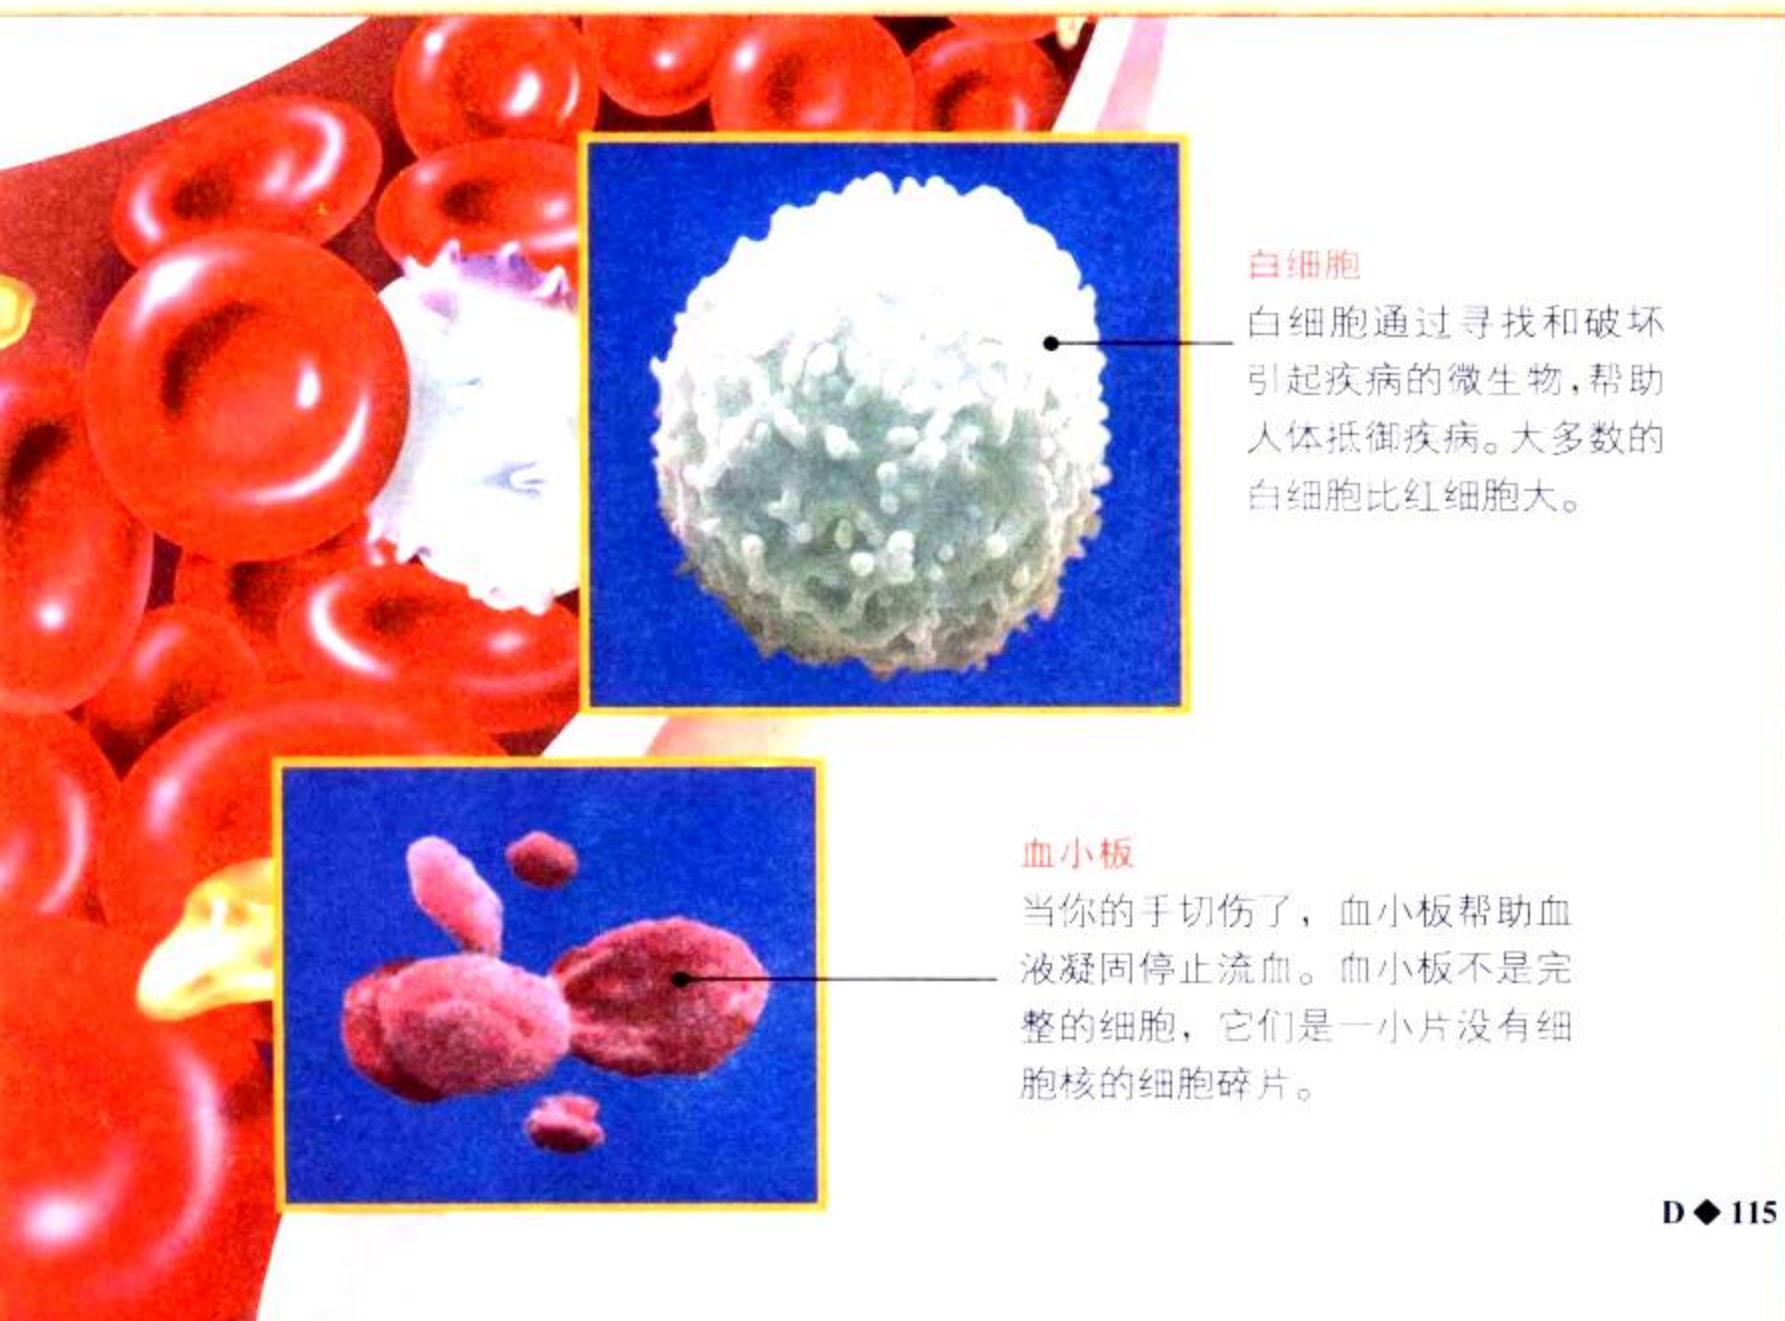 白细胞
白细胞通过寻找和破坏
引起疾病的微生物,帮助
人体抵御疾病。大多数的
白细胞比红细胞大。
血小板
当你的手切伤了，血小板帮助血
液凝固停止流血。血小板不是完
整的细胞，它们是一小片没有细
胞核的细胞碎片。
D◆115